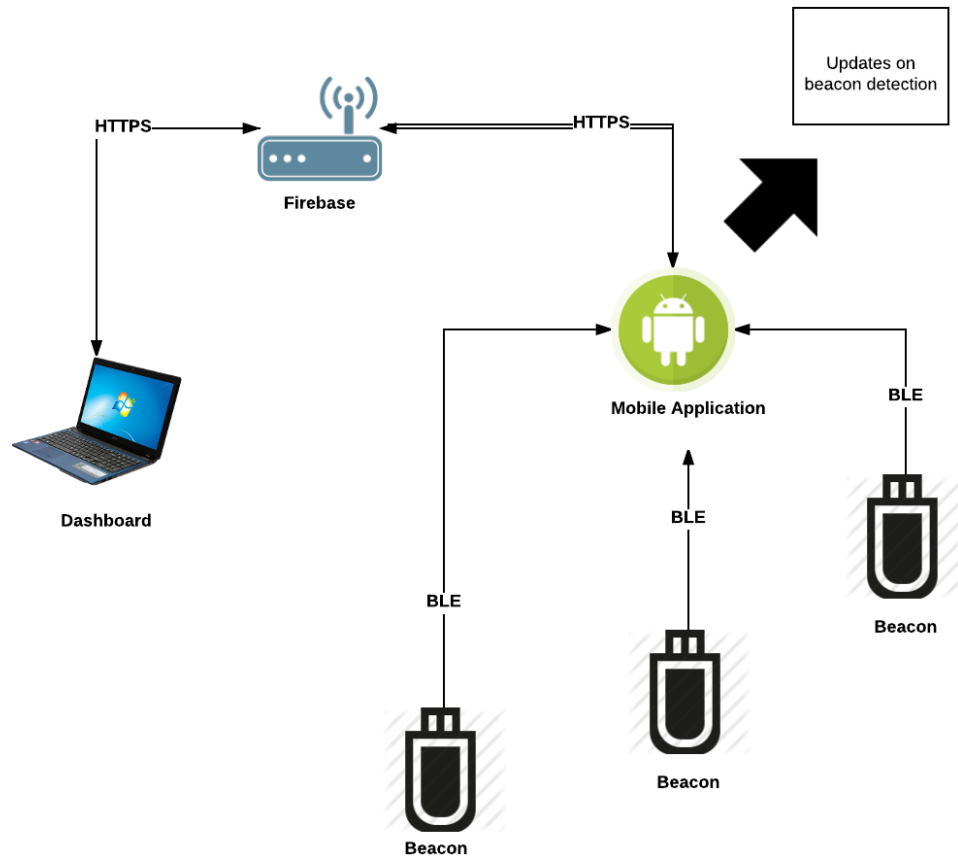 Updates on
beacon detection
HTTPS
HTTPS
Firebase
Mobile Application
BLE
Dashboard
BLE
BLE
Beacon
Beacon
Beacon